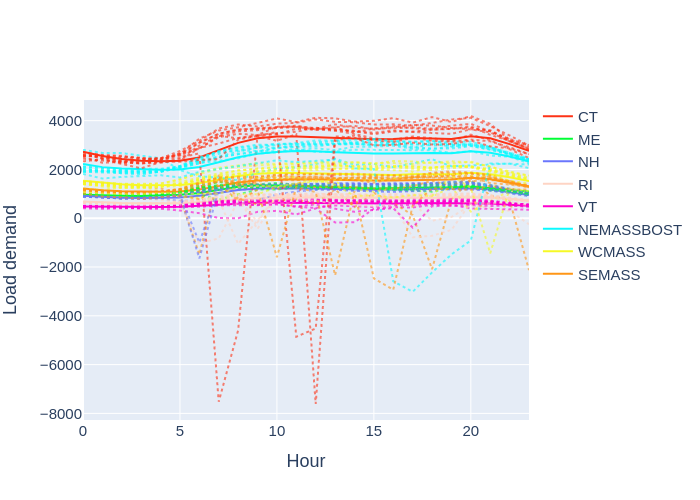 4000
2000
0
−2000
−4000
−6000
−8000
0 5 10 15 20
Hour
Load demand
CT
ME
NH
RI
VT
NEMASSBOST
WCMASS
SEMASS